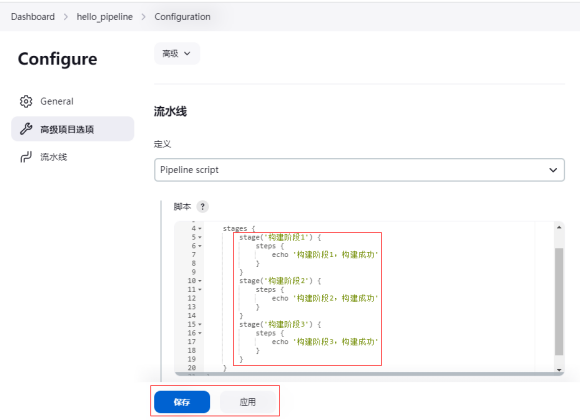 Dashboard > hello_pipeline > Configuration
Configure
高级
General
高级项目选项
流水线
流水线
定义
Pipeline script
脚本 ?
4 stages {
5 stage('构建阶段1') {
6 steps {
7 echo '构建阶段1，构建成功'
8 }
9 }
10 stage('构建阶段2') {
11 steps {
12 echo '构建阶段2，构建成功'
13 }
14 }
15 stage('构建阶段3') {
16 steps {
17 echo '构建阶段3，构建成功'
18 }
19 }
20 }
保存
应用